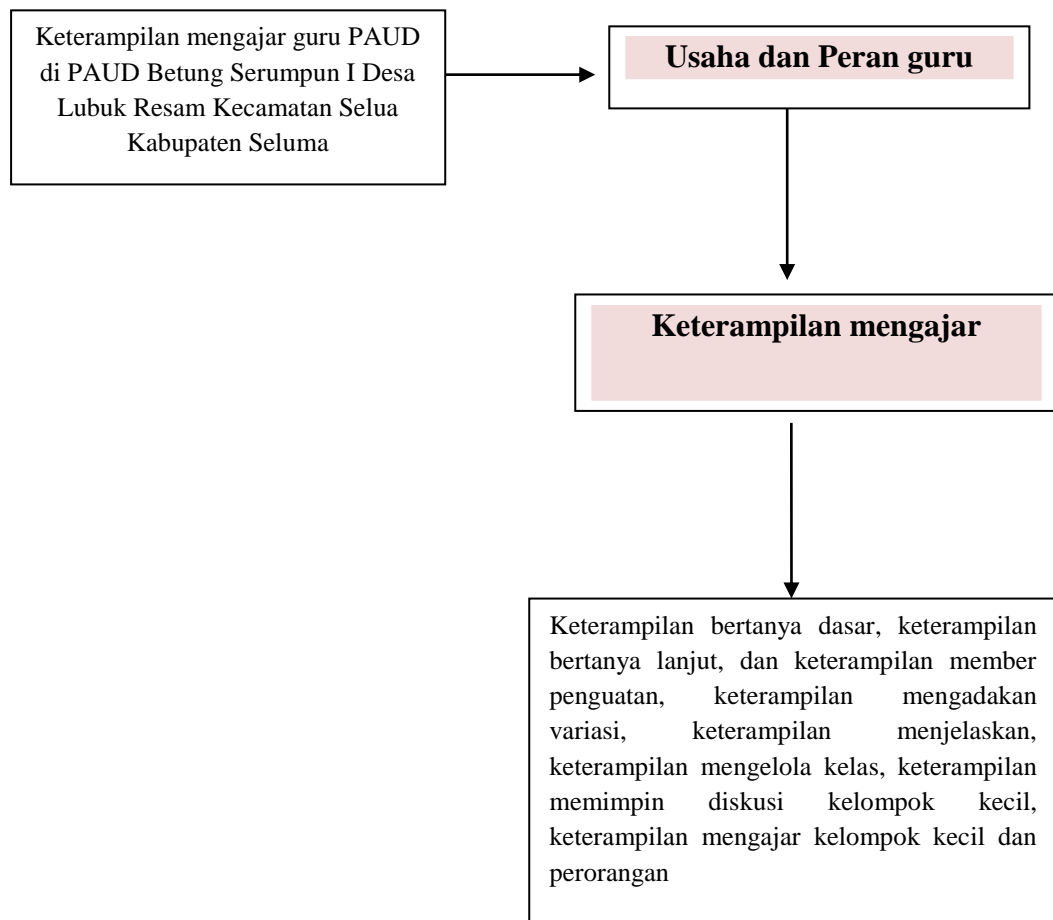 Keterampilan mengajar guru PAUD
di PAUD Betung Serumpun I Desa
Lubuk Resam Kecamatan Selua
Kabupaten Seluma
Usaha dan Peran guru
Keterampilan mengajar
Keterampilan bertanya dasar, keterampilan
bertanya lanjut, dan keterampilan member
penguatan, keterampilan mengadakan
variasi, keterampilan menjelaskan,
keterampilan mengelola kelas, keterampilan
memimpin diskusi kelompok kecil,
keterampilan mengajar kelompok kecil dan
perorangan